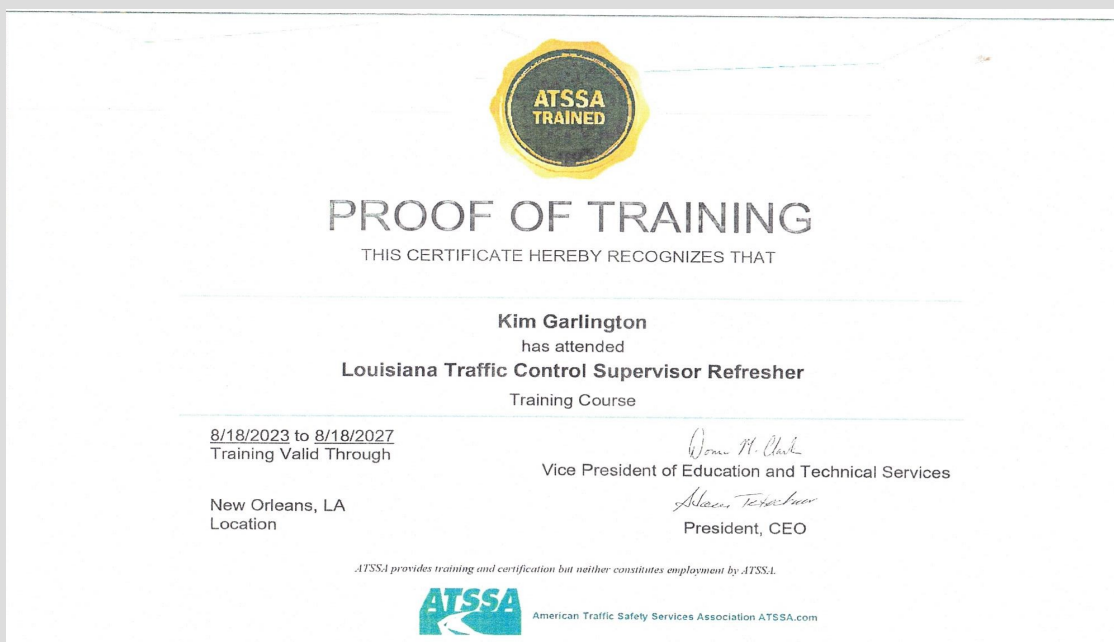 ATSSA
TRAINED
PROOF OF TRAINING
THIS CERTIFICATE HEREBY RECOGNIZES THAT
Kim Garlington
has attended
Louisiana Traffic Control Supervisor Refresher
Training Course
8/18/2023 to 8/18/2027
Training Valid Through
Vice President of Education and Technical Services
New Orleans, LA
Location
President, CEO
ATSSA provides training and certification but neither constitutes employment by ATSSA.
ATSSA
American Traffic Safety Services Association ATSSA.com